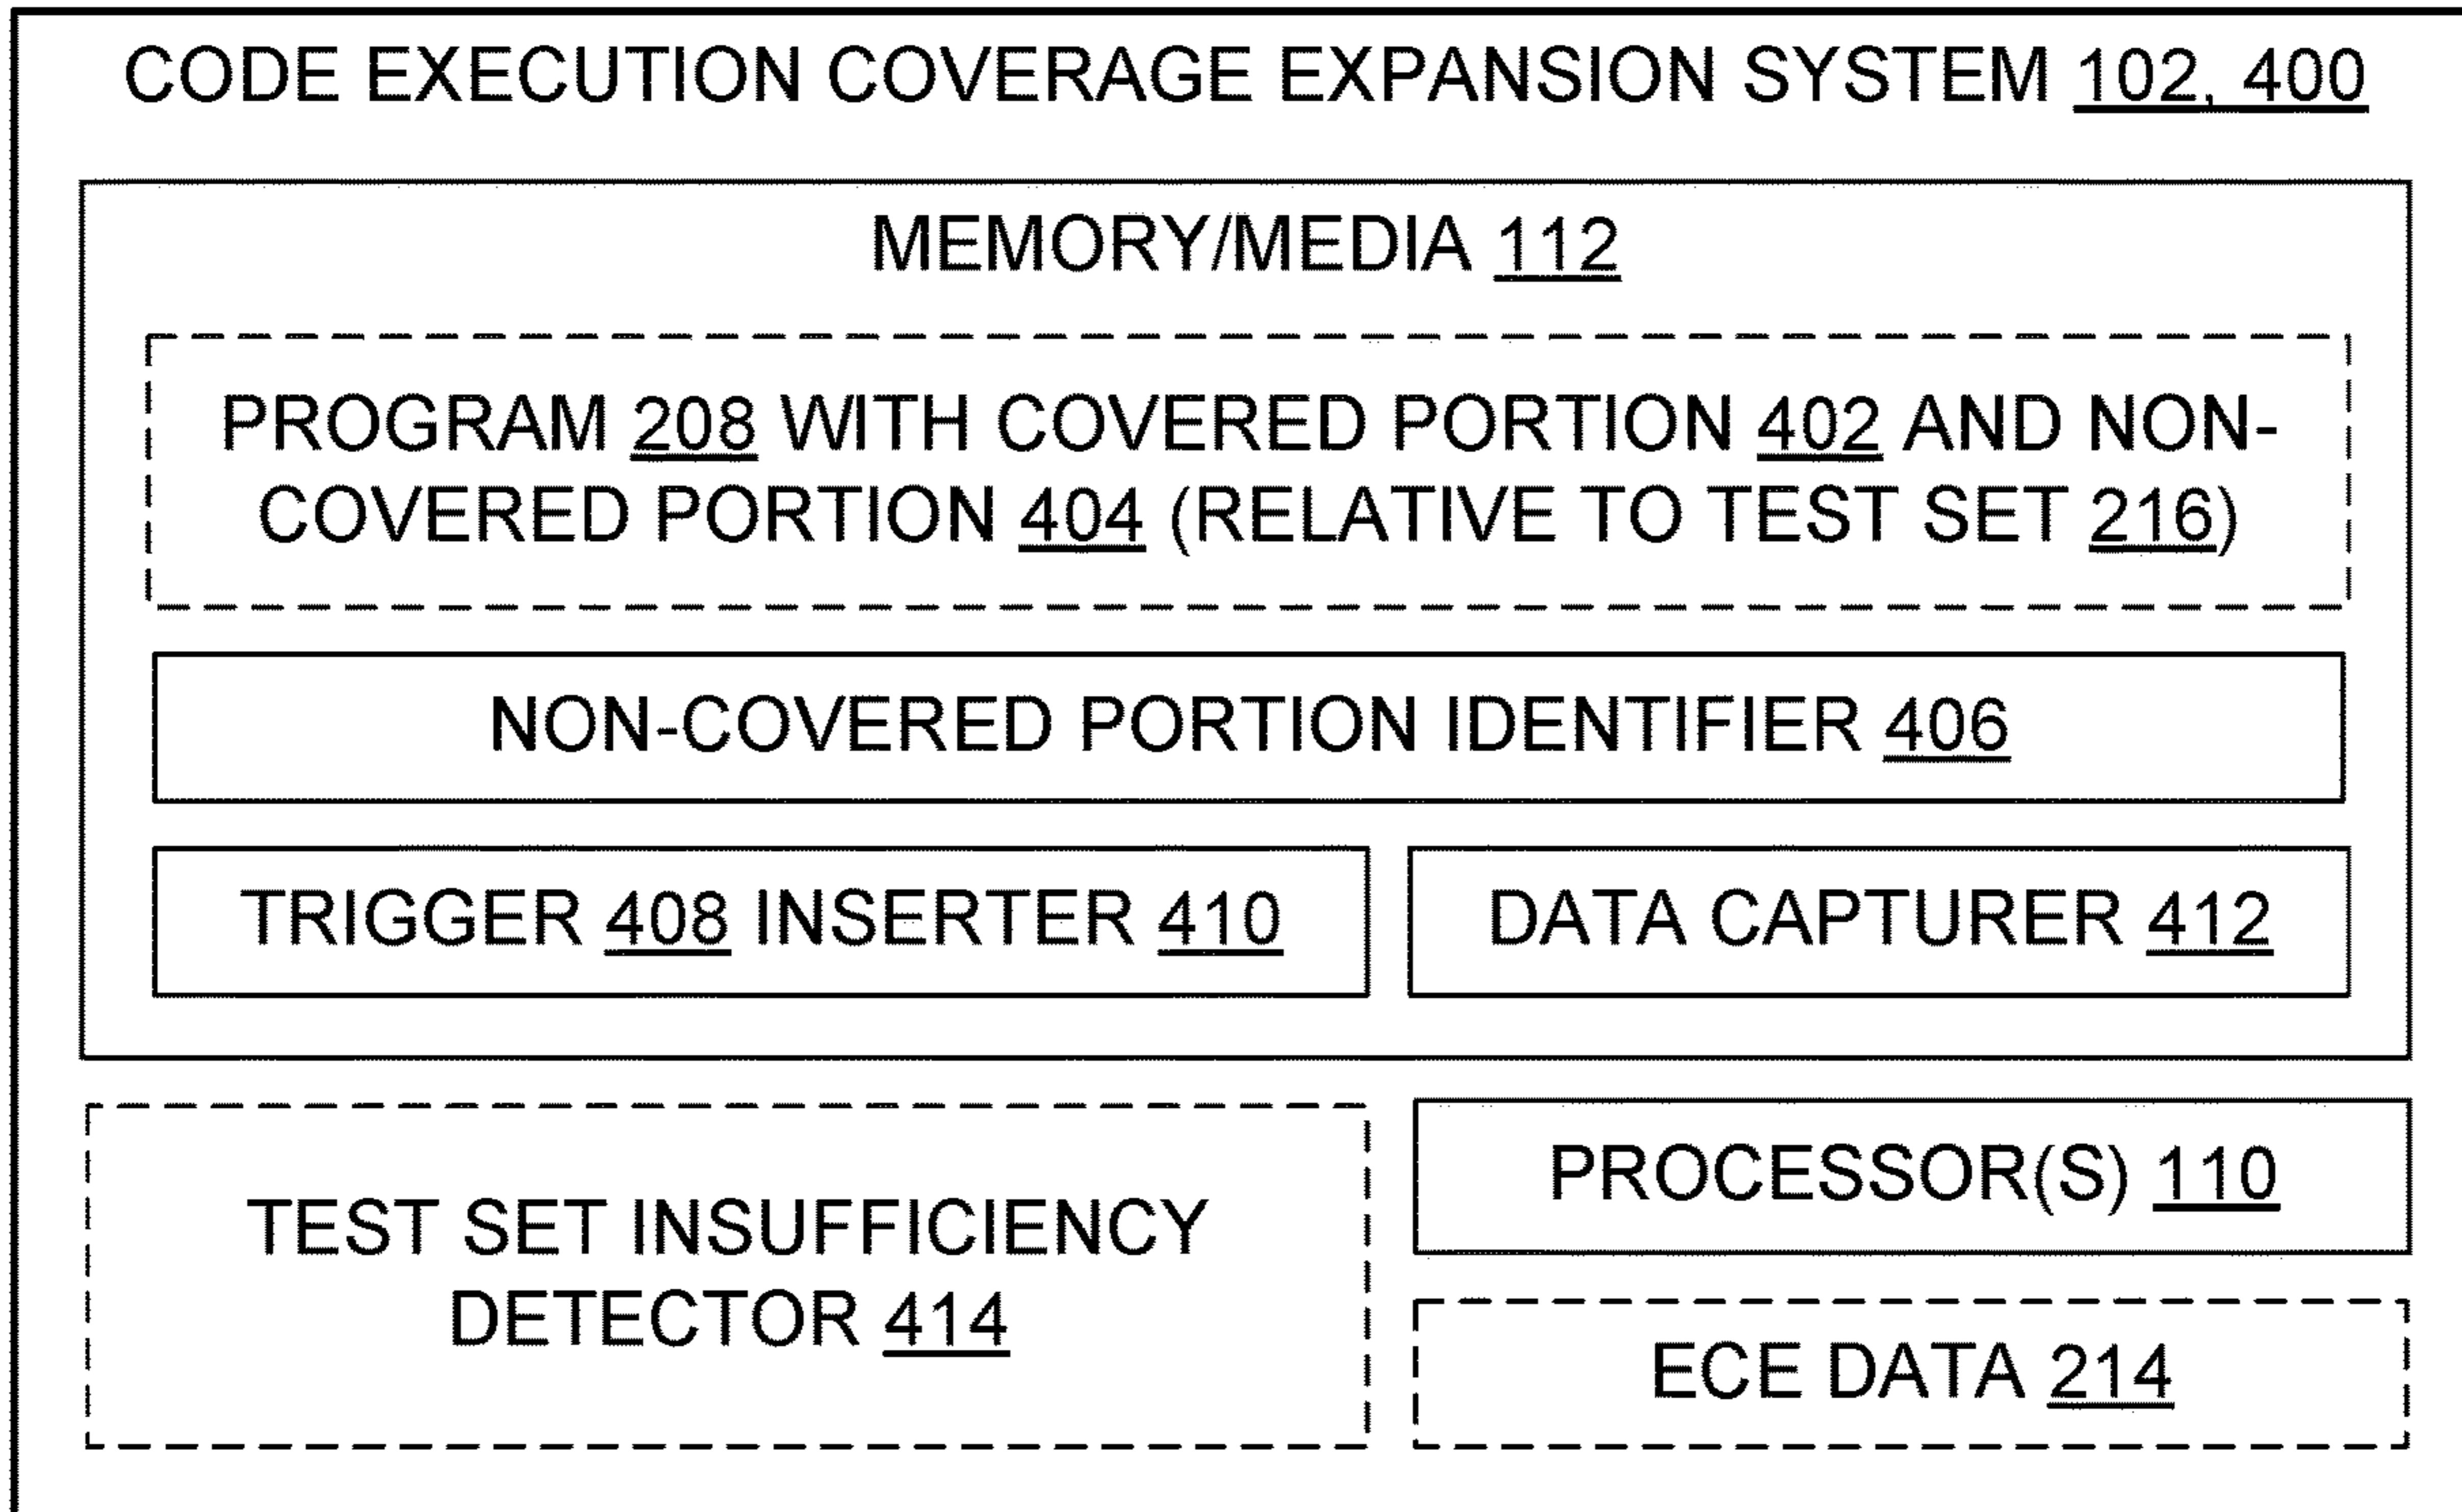 CODE EXECUTION COVERAGE EXPANSION SYSTEM 102, 400
MEMORY/MEDIA 112
PROGRAM 208 WITH COVERED PORTION 402 AND NON-
COVERED PORTION 404 (RELATIVE TO TEST SET 216)
NON-COVERED PORTION IDENTIFIER 406
TRIGGER 408 INSERTER 410
DATA CAPTURER 412
TEST SET INSUFFICIENCY
DETECTOR 414
PROCESSOR(S) 110
ECE DATA 214